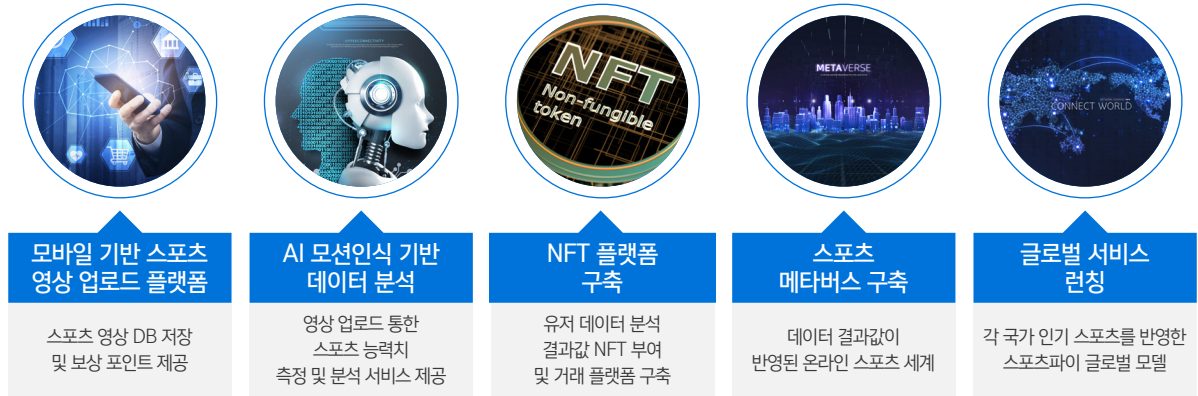 HYPERCONNECTIVITY
NFT
Non-fungible
token
METAVERSE
CONNECT WORLD
모바일 기반 스포츠
영상 업로드 플랫폼
스포츠 영상 DB 저장
및 보상 포인트 제공
AI 모션인식 기반
데이터 분석
영상 업로드 통한
스포츠 능력치
측정 및 분석 서비스 제공
NFT 플랫폼
구축
유저 데이터 분석
결과값 NFT 부여
및 거래 플랫폼 구축
스포츠
메타버스 구축
데이터 결과값이
반영된 온라인 스포츠 세계
글로벌 서비스
런칭
각 국가 인기 스포츠를 반영한
스포츠파이 글로벌 모델